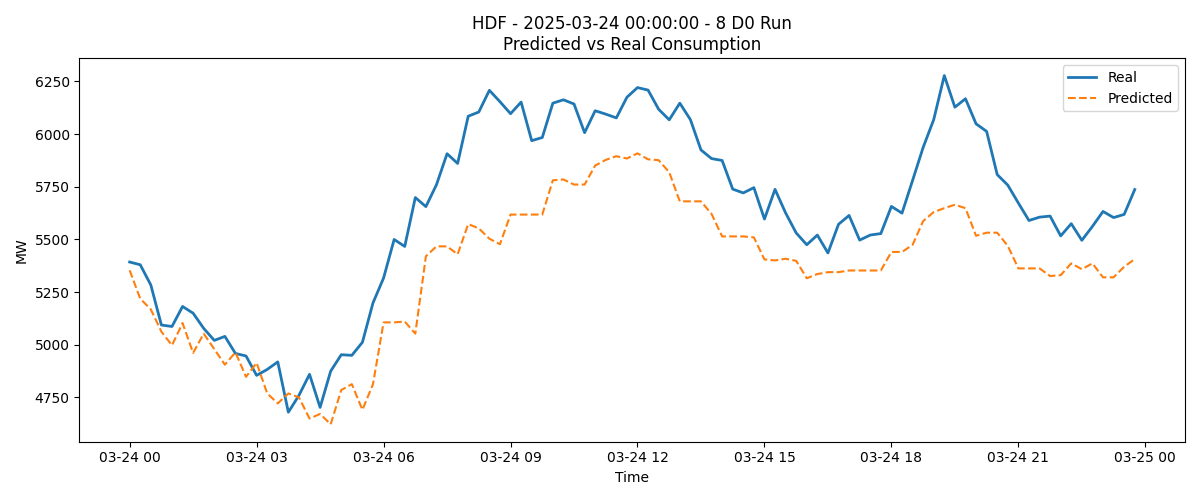 HDF - 2025-03-24 00:00:00 - 8 D0 Run
Predicted vs Real Consumption
Real
Predicted
MW
6250
6000
5750
5500
5250
5000
4750
03-24 00
03-24 03
03-24 06
03-24 09
03-24 12
03-24 15
03-24 18
03-24 21
03-25 00
Time